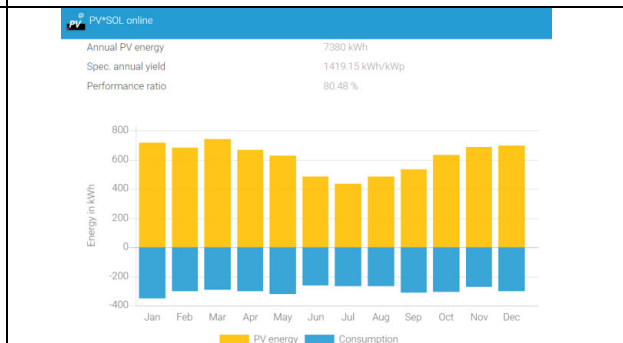 PV PV*SOL online
Annual PV energy 7380 kWh
Spec. annual yield 1419.15 kWh/kWp
Performance ratio 80.48 %
800
600
400
200
0
-200
-400
Energy in kWh
Jan Feb Mar Apr May Jun Jul Aug Sep Oct Nov Dec
PV energy Consumption